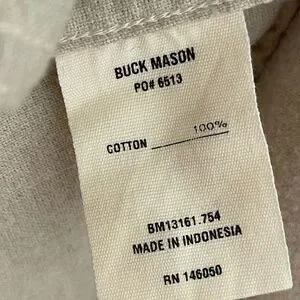 BUCK MASON
PO# 6513
COTTON 100%
BM13161.754
MADE IN INDONESIA
RN 146050